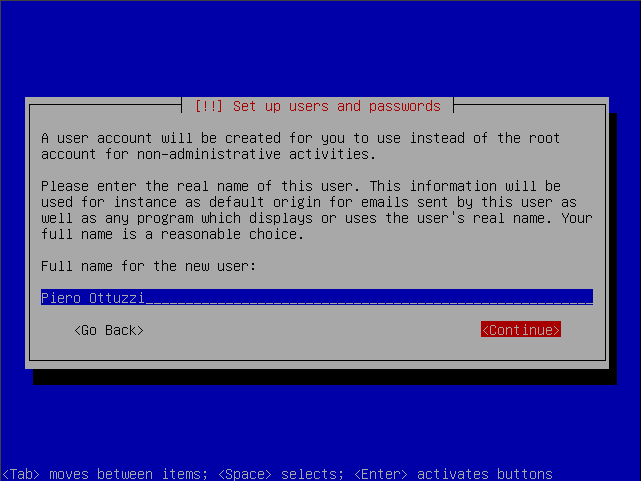 [!!] Set up users and passwords
A user account will be created for you to use instead of the root
account for non-administrative activities.
Please enter the real name of this user. This information will be
used for instance as default origin for emails sent by this user as
well as any program which displays or uses the user's real name. Your
full name is a reasonable choice.
Full name for the new user:
Piero Ottuzzi
<Go Back> <Continue>
<Tab> moves between items; <Space> selects; <Enter> activates buttons